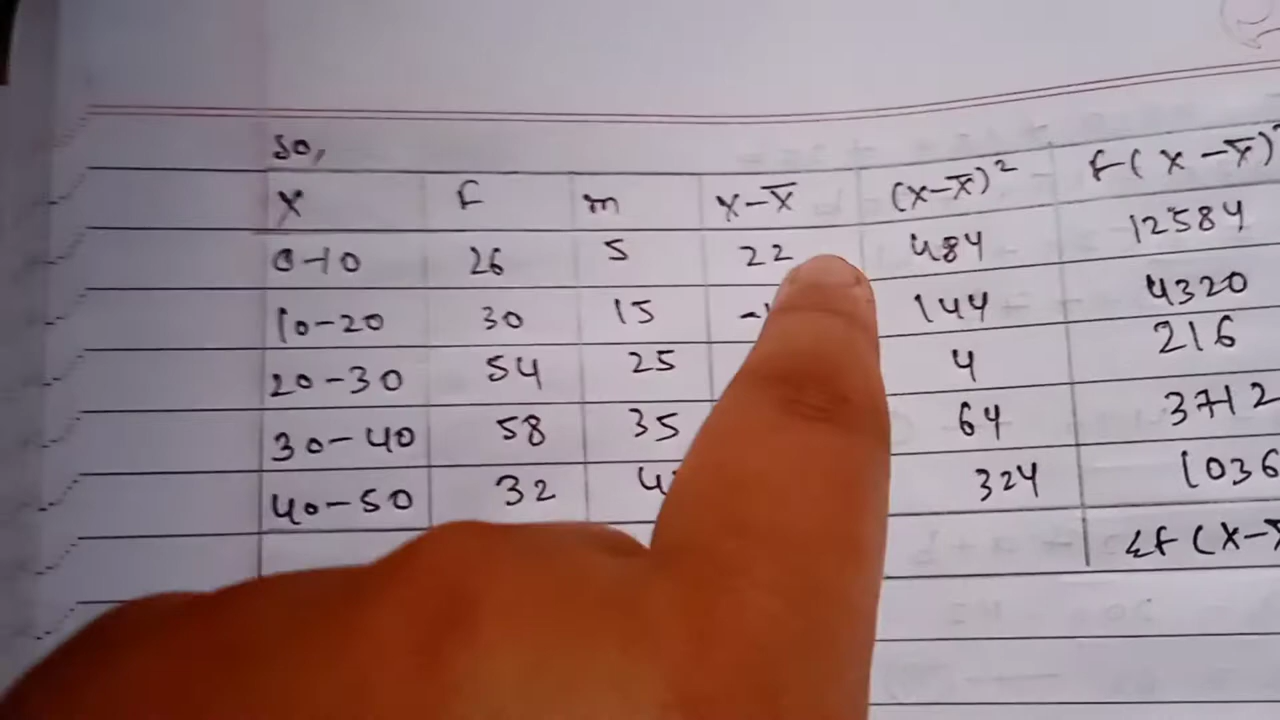 so,
X F m X-X̅ (X-X̅)² F(X-X̅)²
0-10 26 5 22 484 12584
10-20 30 15 144 4320
20-30 54 25 4 216
30-40 58 35 64 3712
40-50 32 324 1036
ΣF(X-X̅